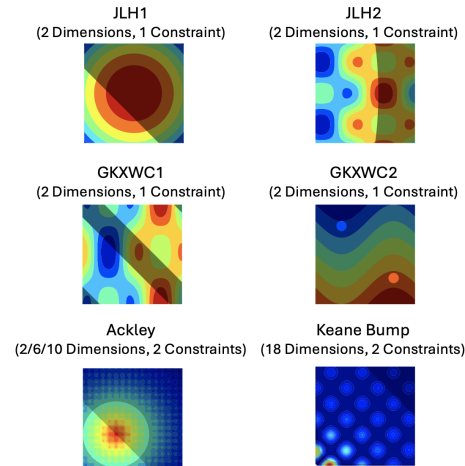 JLH1
(2 Dimensions, 1 Constraint)
JLH2
(2 Dimensions, 1 Constraint)
GKXWC1
(2 Dimensions, 1 Constraint)
GKXWC2
(2 Dimensions, 1 Constraint)
Ackley
(2/6/10 Dimensions, 2 Constraints)
Keane Bump
(18 Dimensions, 2 Constraints)